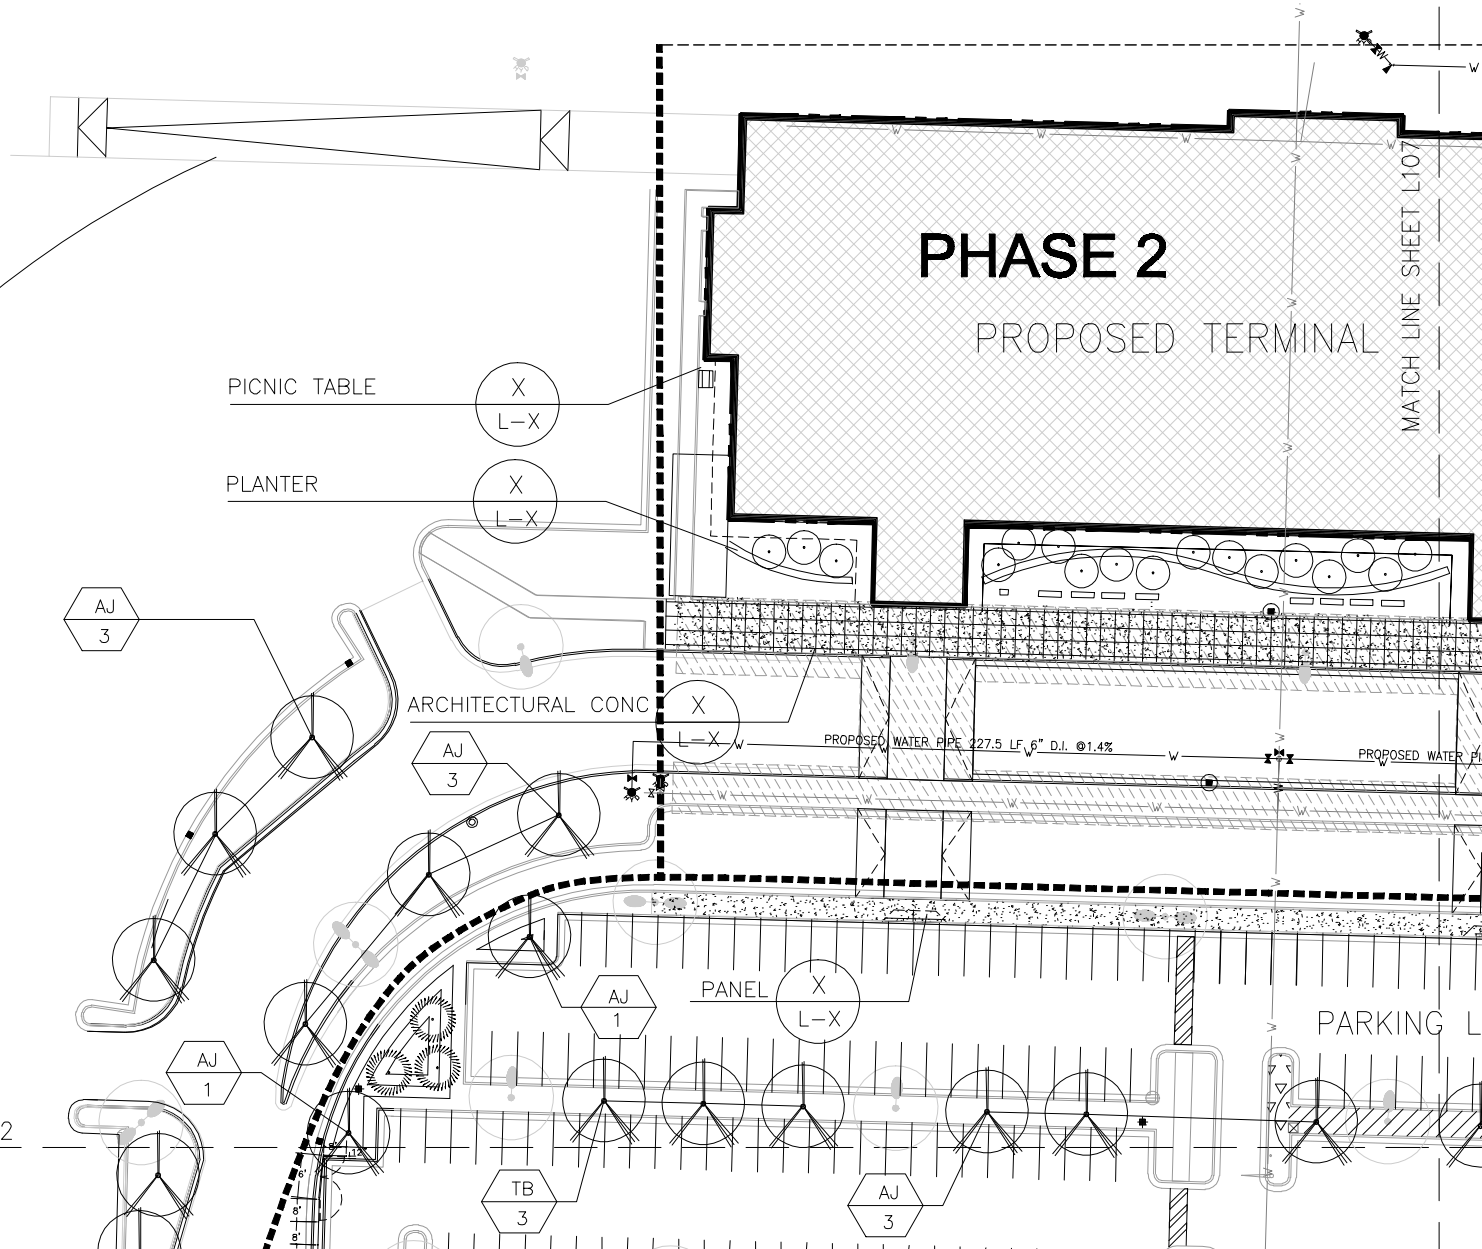 W
W
W
W
W
W
W
W
MATCH LINE SHEET L107
PHASE 2
W
PROPOSED TERMINAL
PICNIC TABLE
X
L-X
W
PLANTER
X
L-X
AJ
3
W
ARCHITECTURAL CONC
X
L-X
W
PROPOSED WATER PIPE 227.5 LF 6" D.I. @1.4%
W
W
W
PROPOSED WATER PI
W
AJ
3
W
W
W
W
W
W
W
W
PANEL
X
L-X
AJ
1
PARKING L
W
AJ
1
2
12'
6'
8'
8'
TB
3
AJ
3
W